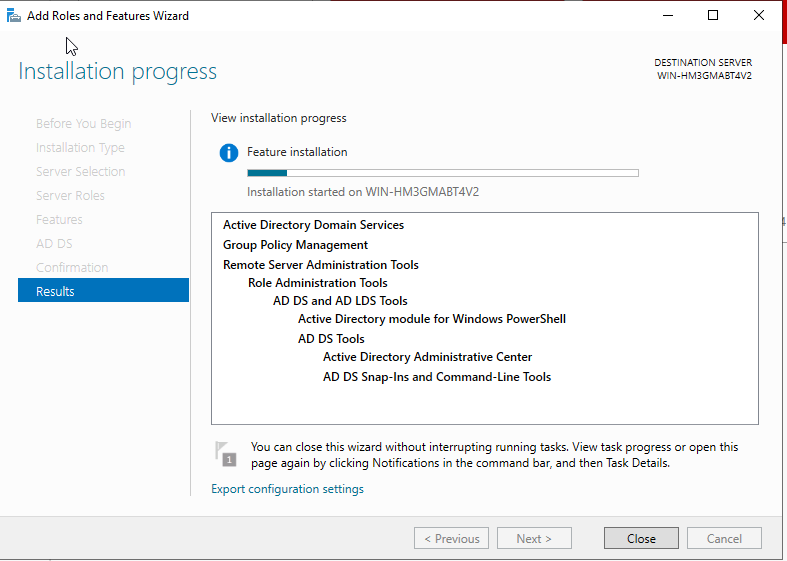 Add Roles and Features Wizard
Installation progress
DESTINATION SERVER
WIN-HM3GMABT4V2
Before You Begin
Installation Type
Server Selection
Server Roles
Features
AD DS
Confirmation
Results
View installation progress
Feature installation
Installation started on WIN-HM3GMABT4V2
Active Directory Domain Services
Group Policy Management
Remote Server Administration Tools
Role Administration Tools
AD DS and AD LDS Tools
Active Directory module for Windows PowerShell
AD DS Tools
Active Directory Administrative Center
AD DS Snap-Ins and Command-Line Tools
1
You can close this wizard without interrupting running tasks. View task progress or open this
page again by clicking Notifications in the command bar, and then Task Details.
Export configuration settings
< Previous
Next >
Close
Cancel